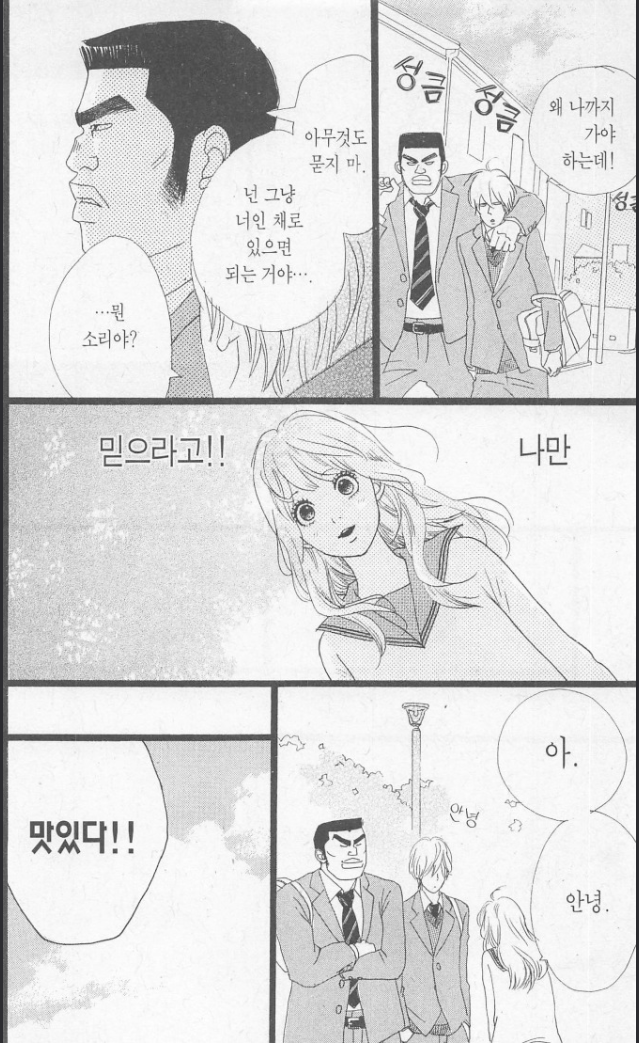 왜 나까지
가야
하는데!
성큼
성큼
성큼
아무것도
묻지 마.
넌 그냥
너인 채로
있으면
되는 거야….
…뭔
소리야?
나만
믿으라고!!
아.
안녕.
안녕
맛있다!!